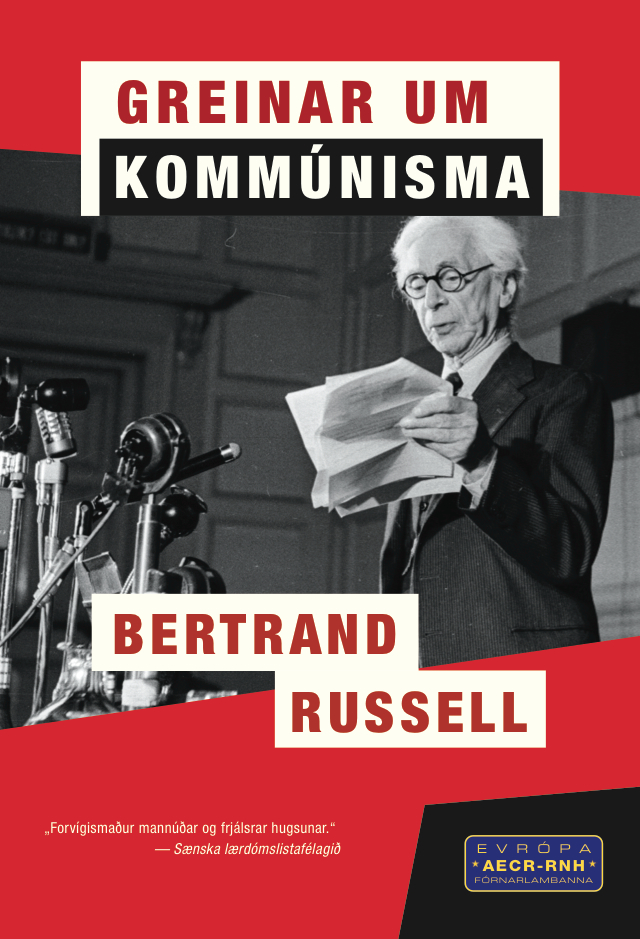 GREINAR UM
KOMMÚNISMA
BERTRAND
RUSSELL
„Forvígismaður mannúðar og frjálsrar hugsunar.“
— Sænska lærdómslistafélagið
EVRÓPA
★ AECR-RNH ★
FÓRNARLAMBANNA